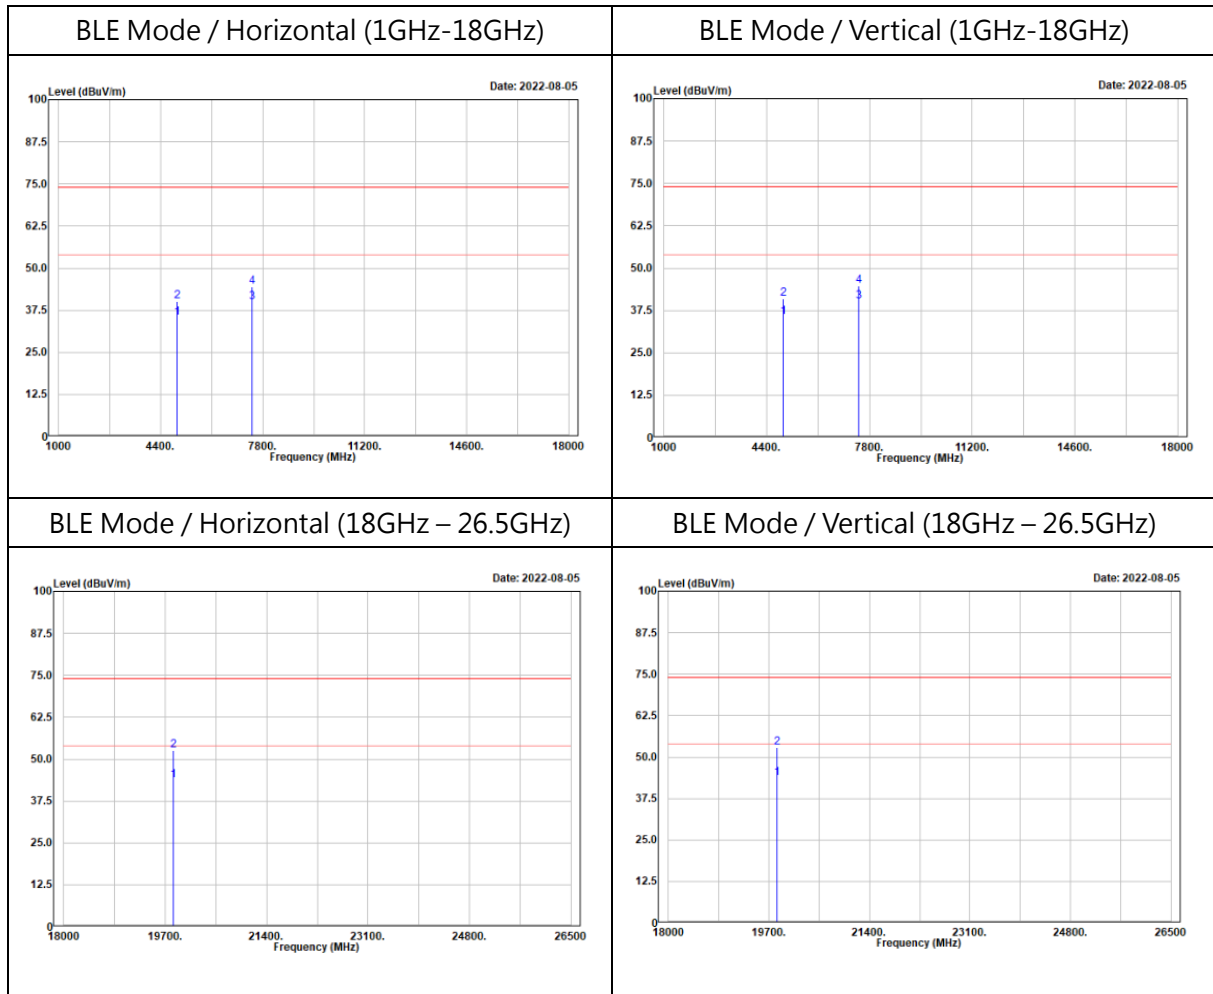 BLE Mode / Horizontal (1GHz-18GHz)
BLE Mode / Vertical (1GHz-18GHz)
Level (dBuV/m)
Date: 2022-08-05
100
87.5
75.0
62.5
50.0
37.5
25.0
12.5
0
2
1
4
3
1000 4400. 7800. 11200. 14600. 18000
Frequency (MHz)
Level (dBuV/m)
Date: 2022-08-05
100
87.5
75.0
62.5
50.0
37.5
25.0
12.5
0
2
1
4
3
1000 4400. 7800. 11200. 14600. 18000
Frequency (MHz)
BLE Mode / Horizontal (18GHz – 26.5GHz)
BLE Mode / Vertical (18GHz – 26.5GHz)
Level (dBuV/m)
Date: 2022-08-05
100
87.5
75.0
62.5
50.0
37.5
25.0
12.5
0
2
1
18000 19700. 21400. 23100. 24800. 26500
Frequency (MHz)
Level (dBuV/m)
Date: 2022-08-05
100
87.5
75.0
62.5
50.0
37.5
25.0
12.5
0
2
1
18000 19700. 21400. 23100. 24800. 26500
Frequency (MHz)